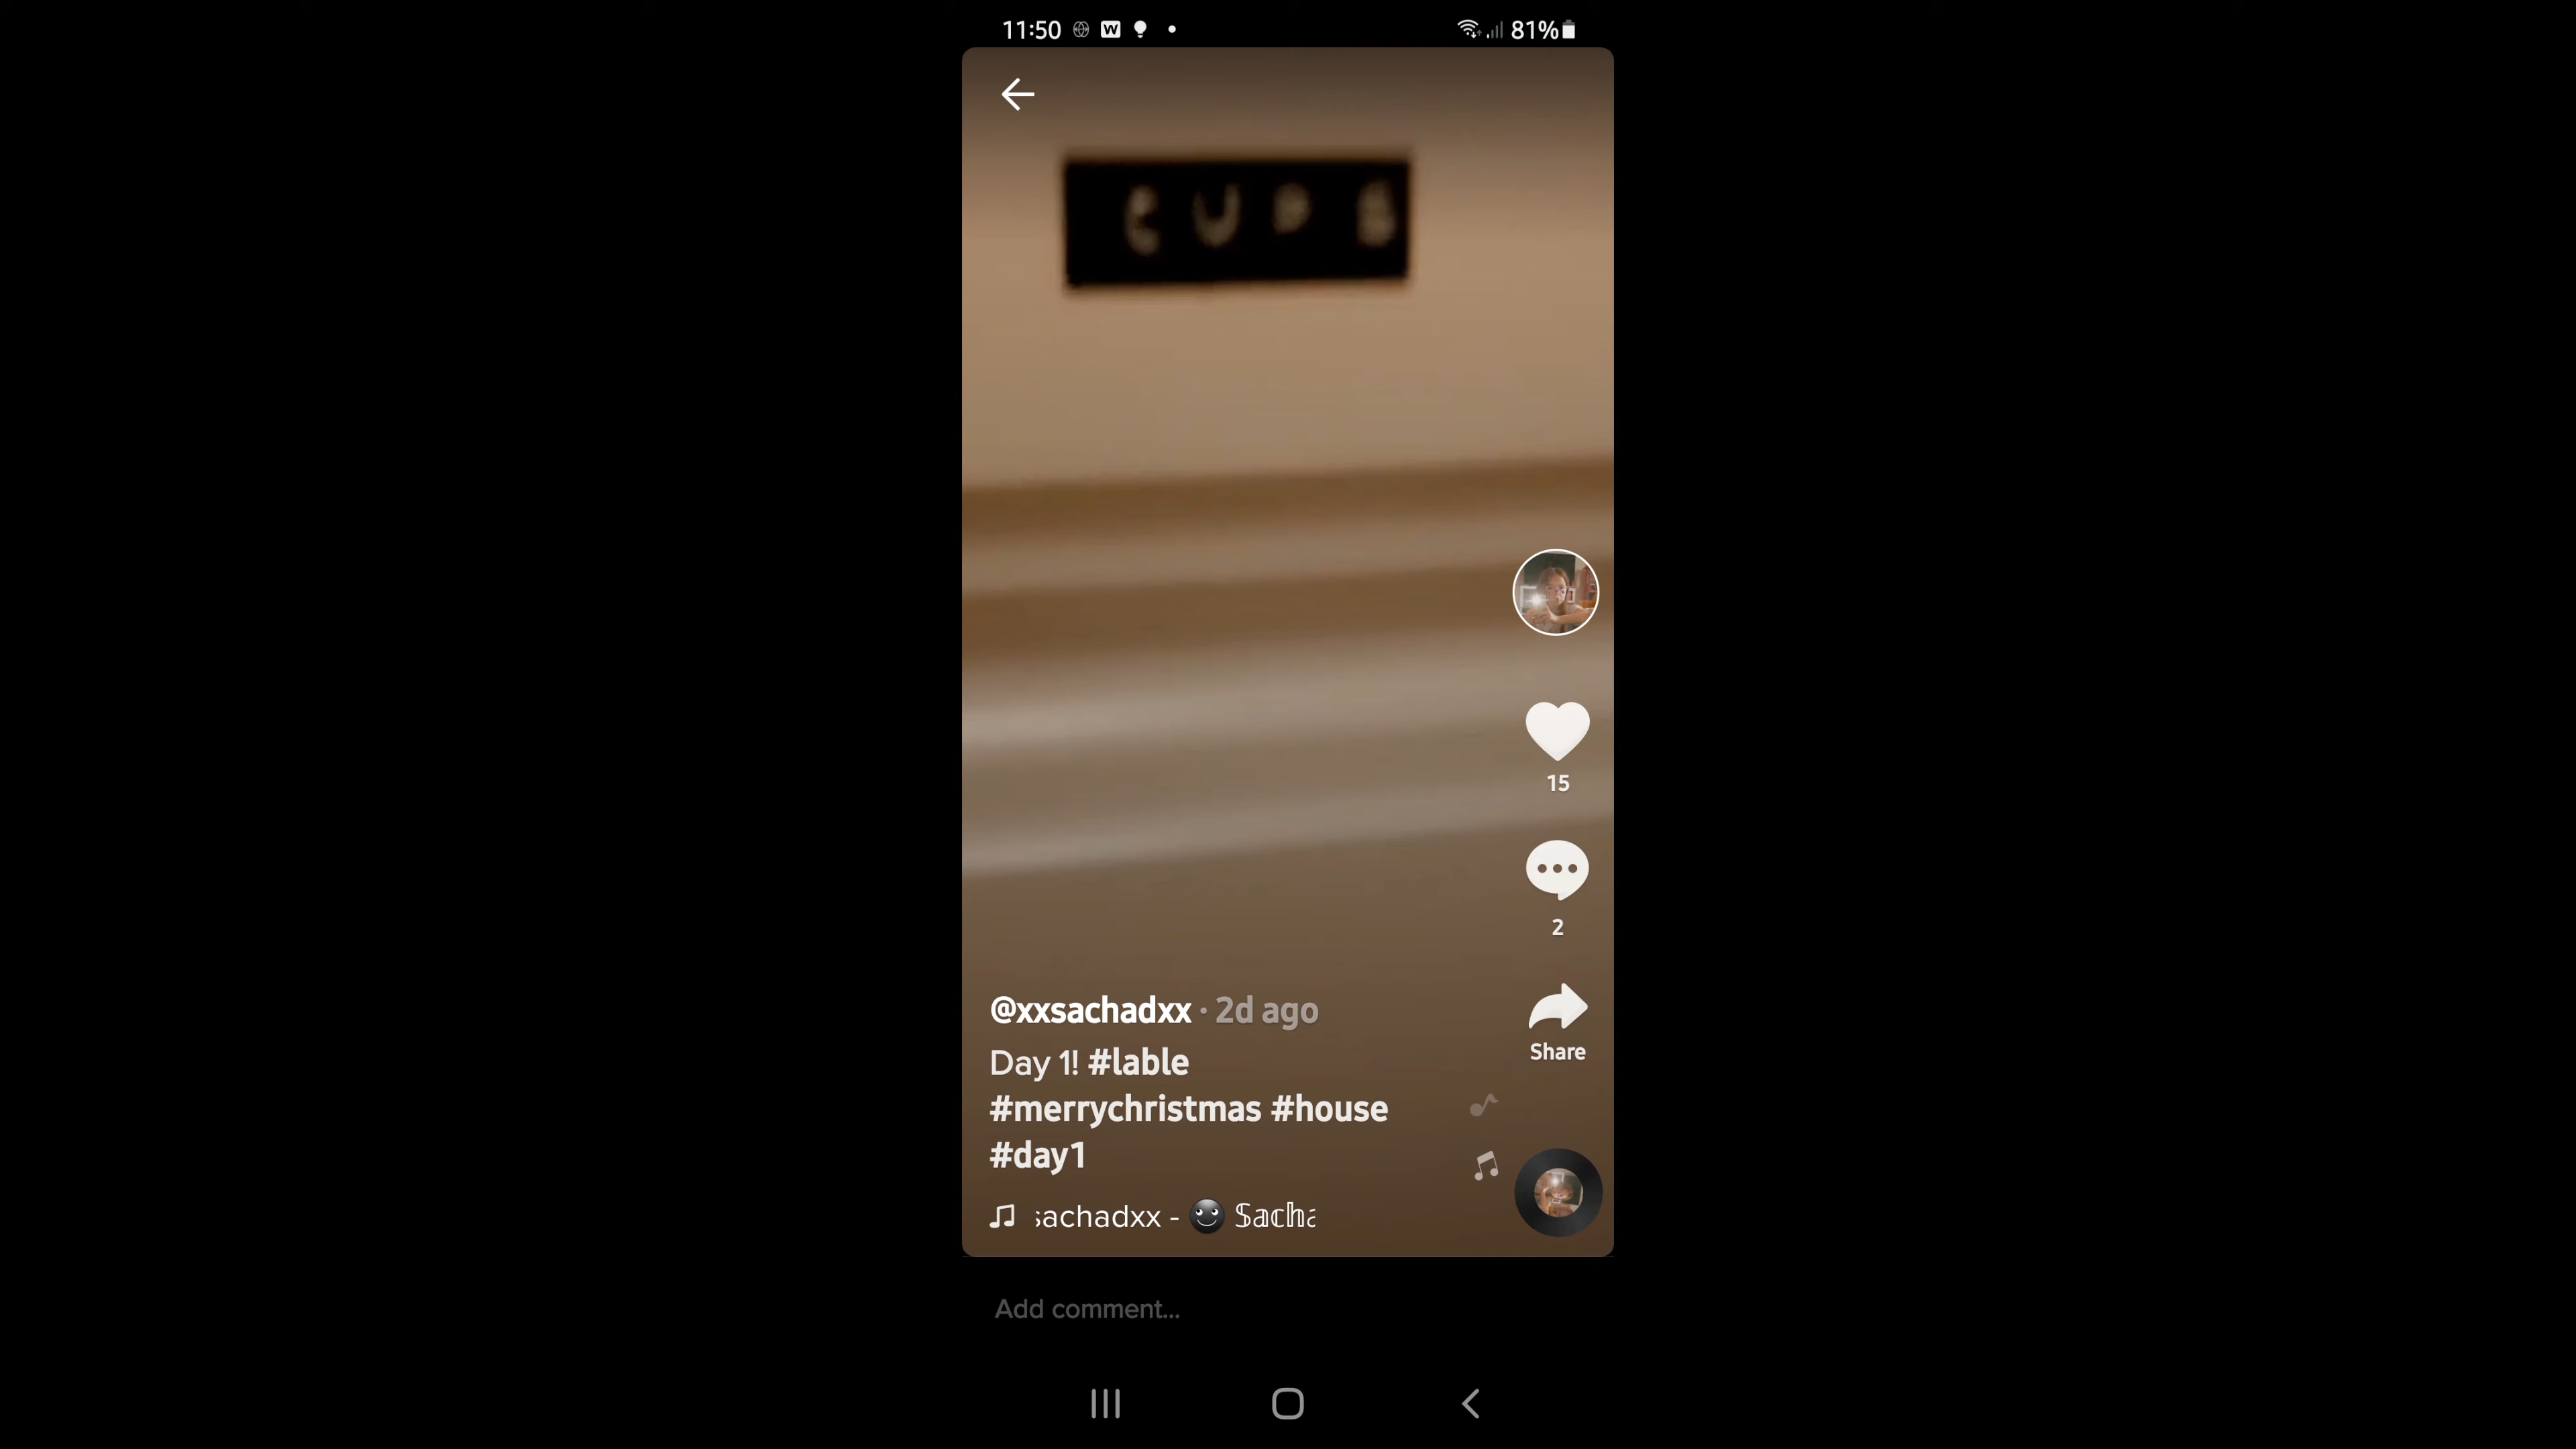 11:50 W 81%
CUPS
15
2
@xxsachadxx · 2d ago
Share
Day 1! #lable
#merrychristmas #house
#day1
sachadxx - 𝕊𝕒𝕔𝕙𝕒
Add comment...